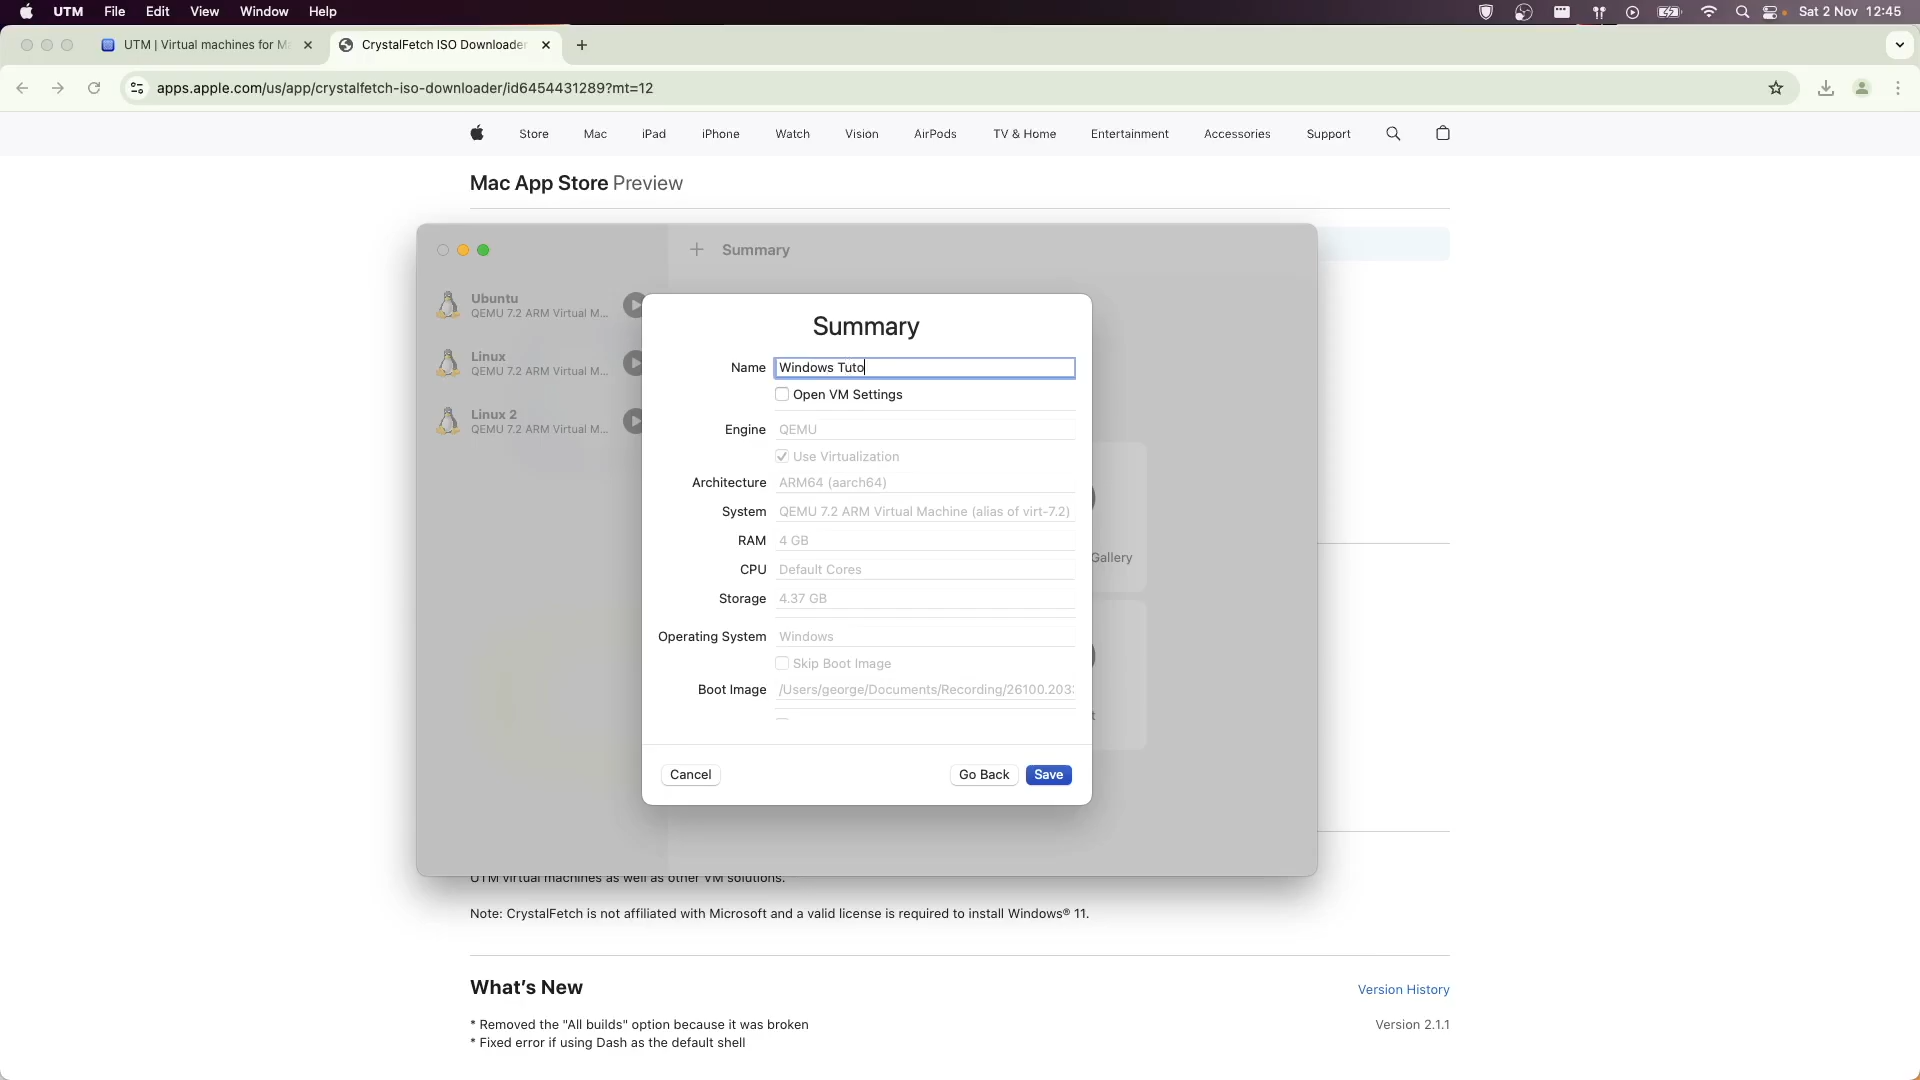 UTM File Edit View Window Help
Sat 2 Nov 12:45
UTM | Virtual machines for Ma
CrystalFetch ISO Downloader
apps.apple.com/us/app/crystalfetch-iso-downloader/id6454431289?mt=12
Store Mac iPad iPhone Watch Vision AirPods TV & Home Entertainment Accessories Support
Mac App Store Preview
Summary
Ubuntu
QEMU 7.2 ARM Virtual M...
Linux
QEMU 7.2 ARM Virtual M...
Linux 2
QEMU 7.2 ARM Virtual M...
Gallery
Summary
Name Windows Tuto
Open VM Settings
Engine QEMU
Use Virtualization
Architecture ARM64 (aarch64)
System QEMU 7.2 ARM Virtual Machine (alias of virt-7.2)
RAM 4 GB
CPU Default Cores
Storage 4.37 GB
Operating System Windows
Skip Boot Image
Boot Image /Users/george/Documents/Recording/26100.203
Cancel Go Back Save
UTM virtual machines as well as other VM solutions.
Note: CrystalFetch is not affiliated with Microsoft and a valid license is required to install Windows® 11.
What's New
Version History
* Removed the "All builds" option because it was broken
Version 2.1.1
* Fixed error if using Dash as the default shell